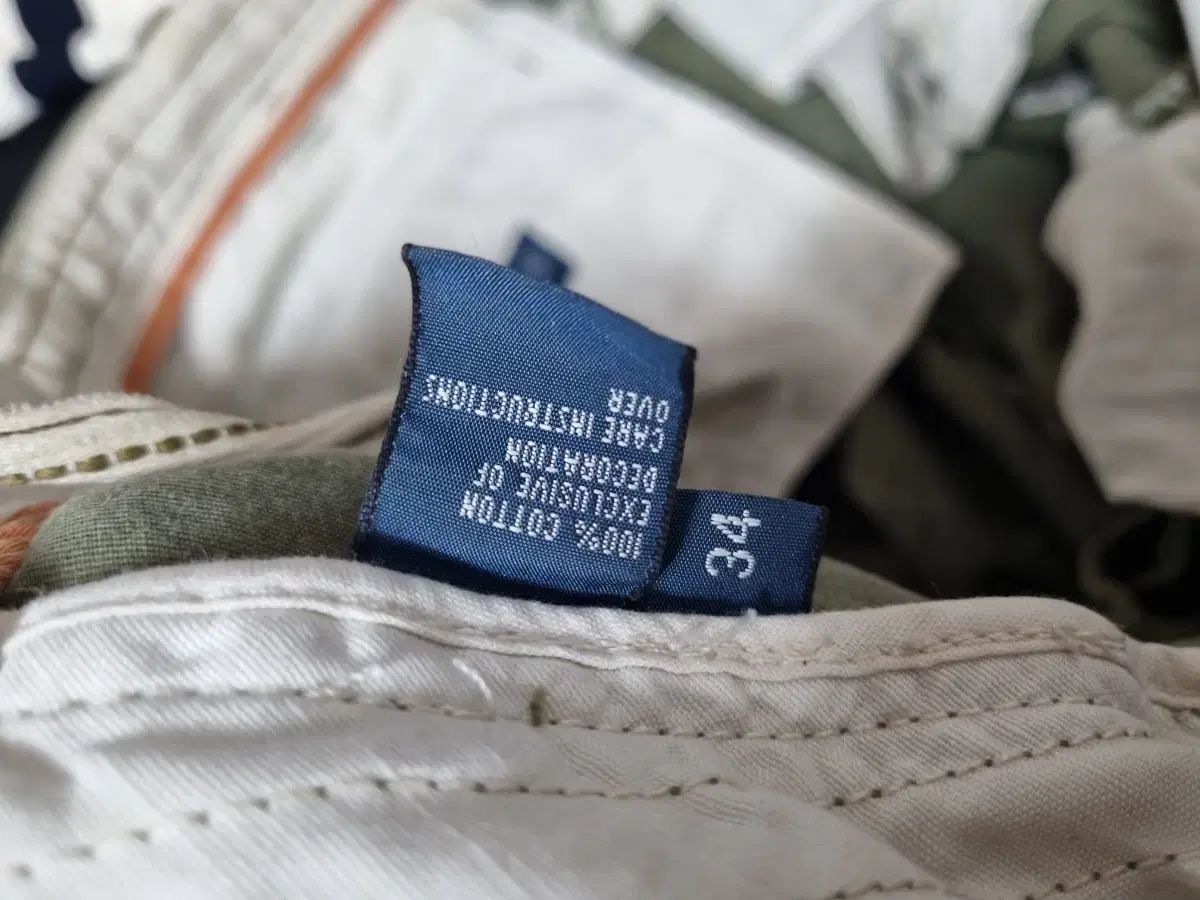 100% COTTON
EXCLUSIVE OF
DECORATION
CARE INSTRUCTIONS
OVER
34